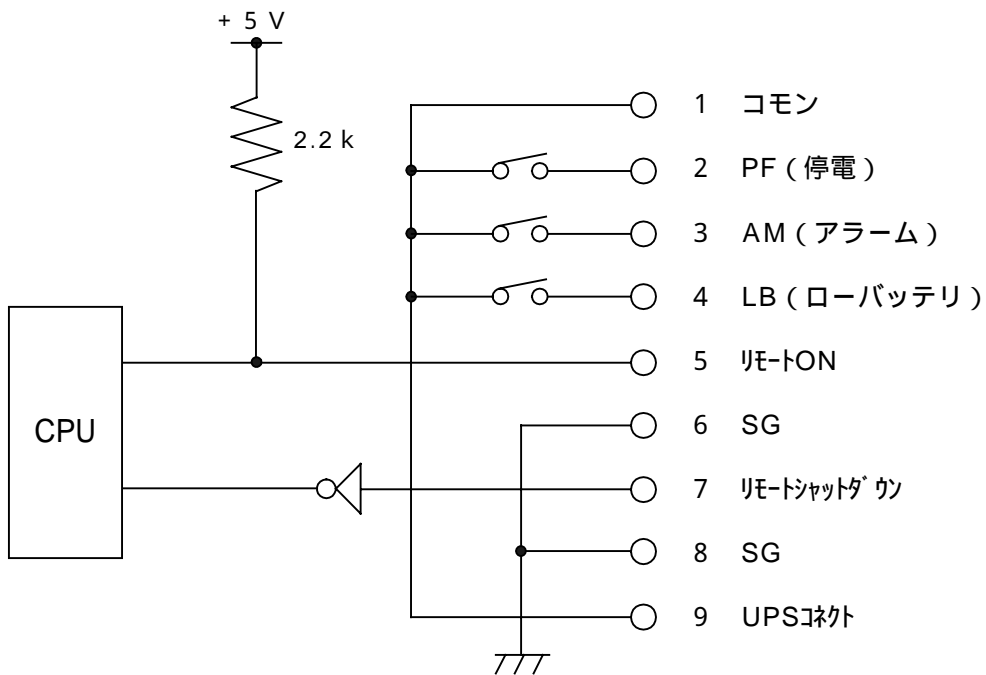 + 5 V
2.2 k
1 コモン
2 PF ( 停電 )
3 AM ( アラーム )
4 LB ( ローバッテリ )
5 ﾘﾓｰﾄON
CPU
6 SG
7 ﾘﾓｰﾄｼｬｯﾄﾀﾞｳﾝ
8 SG
9 UPSｺﾈｸﾄ